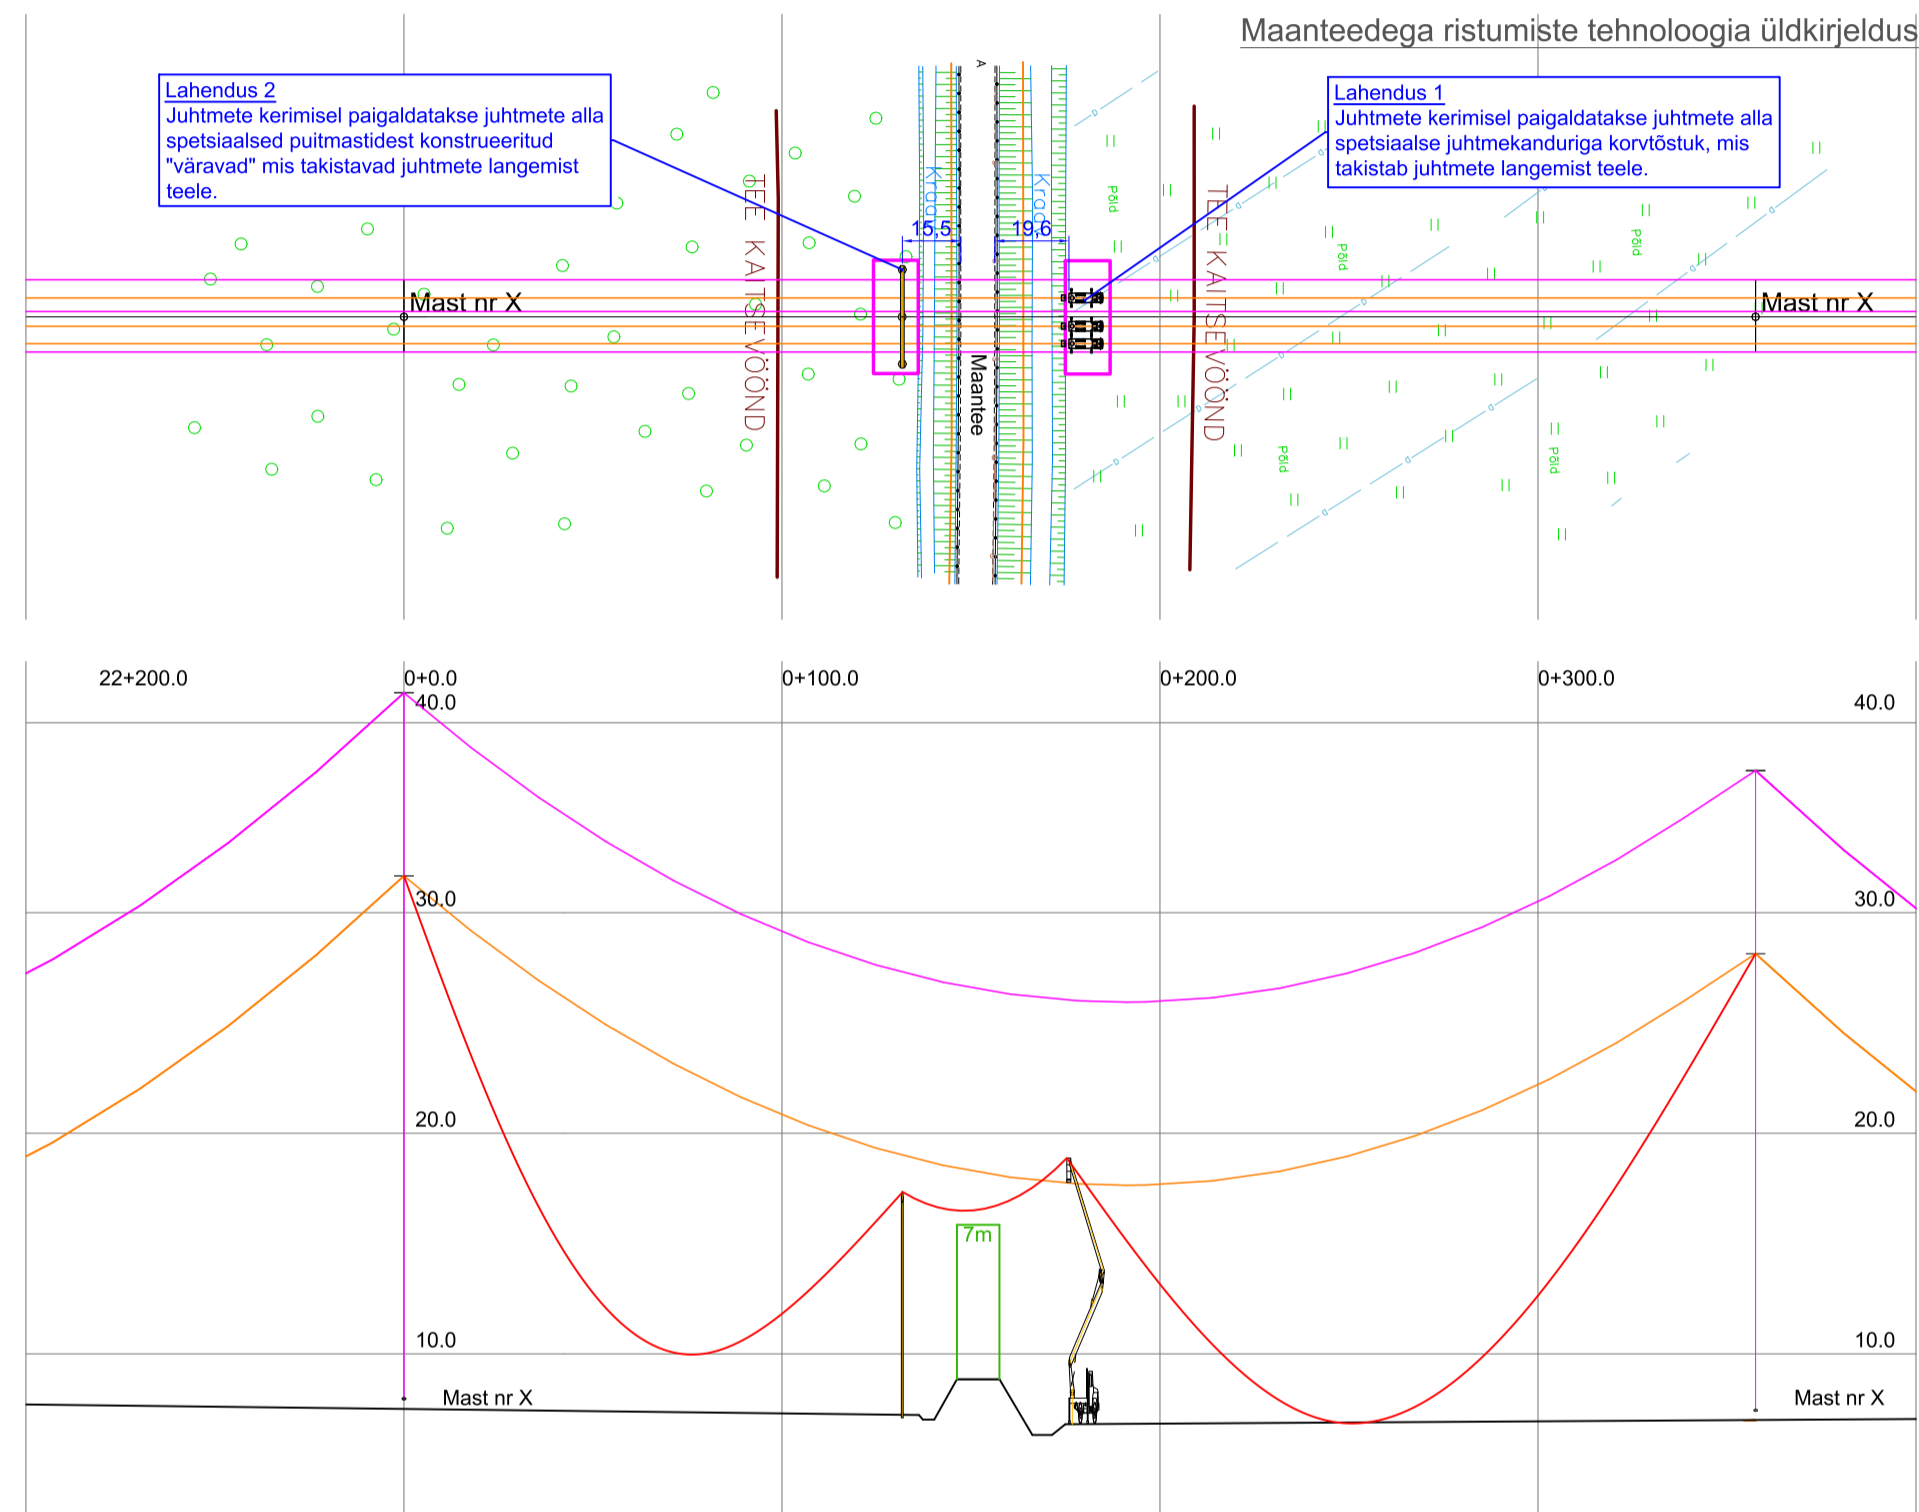 Maanteedega ristumiste tehnoloogia üldkirjeldus
Lahendus 2
Juhtmete kerimisel paigaldatakse juhtmete alla
spetsiaalsed puitmastidest konstrueeritud
"väravad" mis takistavad juhtmete langemist
teele.
Lahendus 1
Juhtmete kerimisel paigaldatakse juhtmete alla
spetsiaalse juhtmekanduriga korvtõstuk, mis
takistab juhtmete langemist teele.
A
Kraav
Kraav
15,5
19,6
TEE KAITSEVÖÖND
TEE KAITSEVÖÖND
Põld
Põld
Põld
Põld
Põld
Mast nr X
Mast nr X
Maantee
22+200.0
0+0.0
0+100.0
0+200.0
0+300.0
40.0
40.0
30.0
30.0
20.0
20.0
7m
10.0
10.0
Mast nr X
Mast nr X